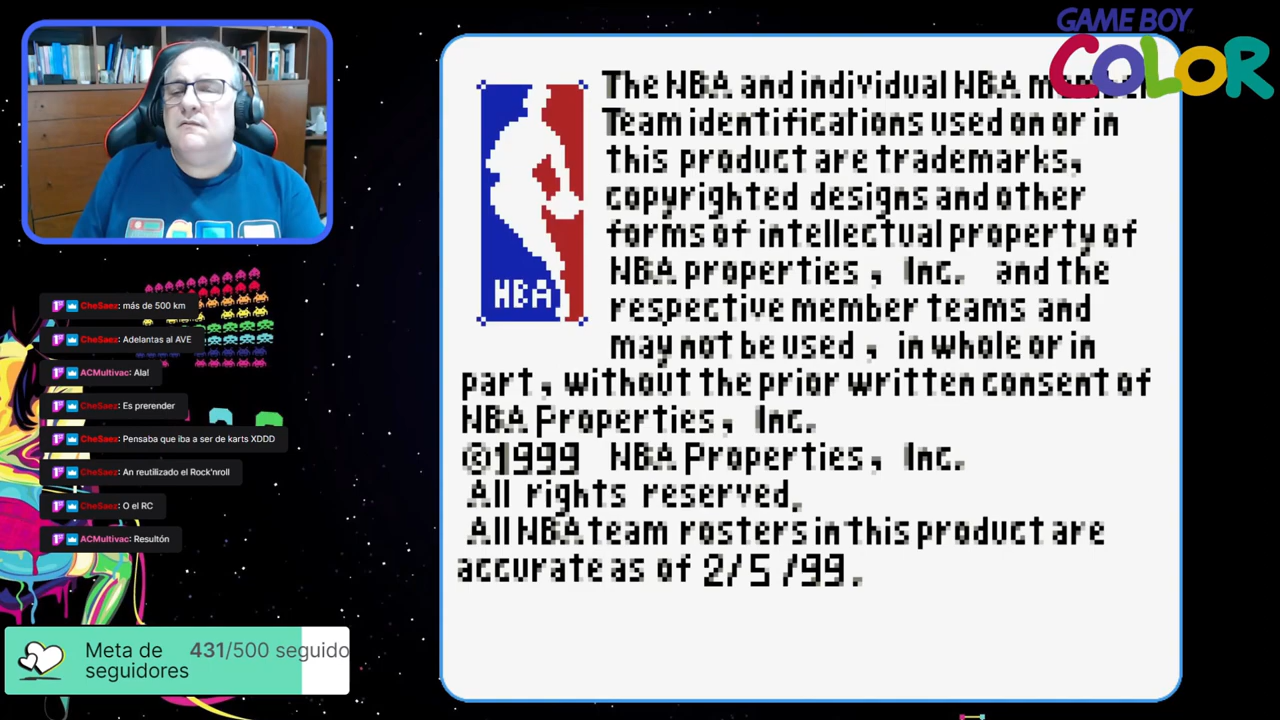 GAME BOY
COLOR
The NBA and individual NBA member
Team identifications used on or in
this product are trademarks,
copyrighted designs and other
forms of intellectual property of
NBA properties, Inc. and the
respective member teams and
may not be used, in whole or in
part, without the prior written consent of
NBA Properties, Inc.
©1999 NBA Properties, Inc.
All rights reserved.
All NBA team rosters in this product are
accurate as of 2/5/99.
NBA
CheSaez: más de 500 km
CheSaez: Adelantas al AVE
ACMultivac: Ala!
CheSaez: Es prerender
CheSaez: Pensaba que iba a ser de karts XDDD
CheSaez: An reutilizado el Rock'nroll
CheSaez: O el RC
ACMultivac: Resultón
Meta de
seguidores
431/500 seguido